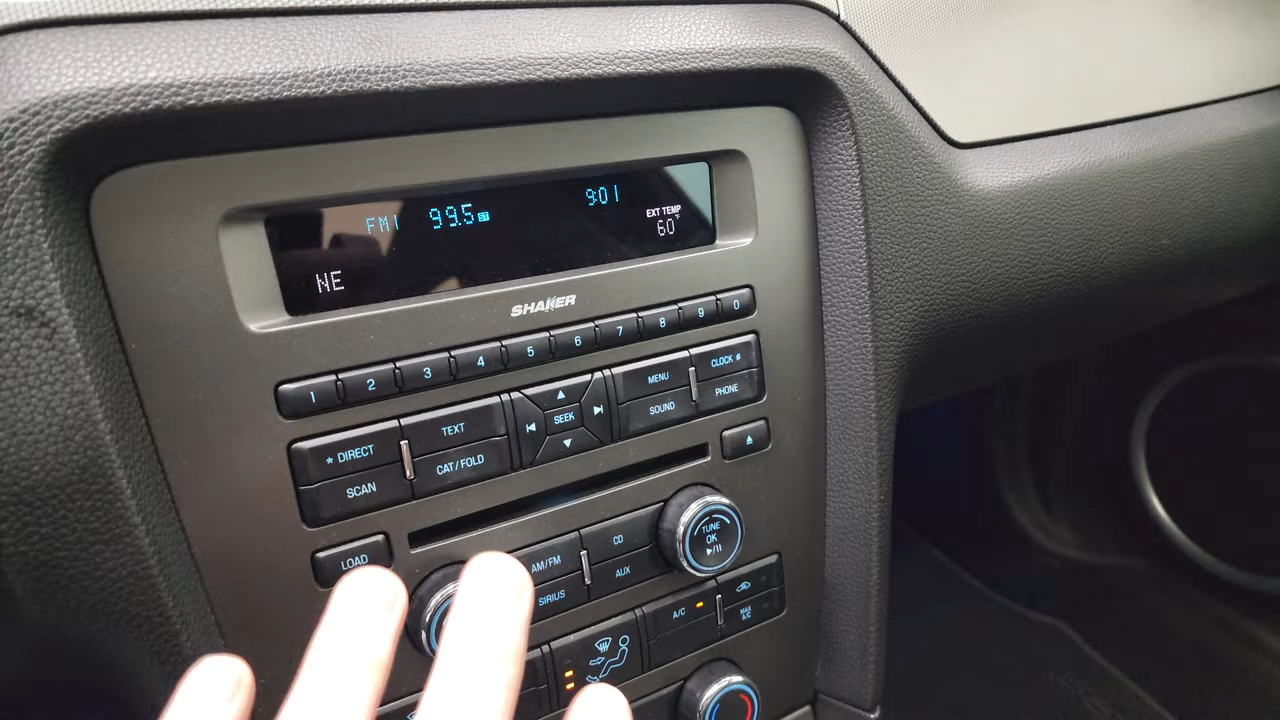 FM1 99.5 ST 9:01
EXT TEMP
60°F
NE
SHAKER
1 2 3 4 5 6 7 8 9 0
* DIRECT TEXT SEEK MENU CLOCK #
SCAN CAT/FOLD SOUND PHONE
LOAD AM/FM CD TUNE
OK
SIRIUS AUX
A/C MAX
A/C